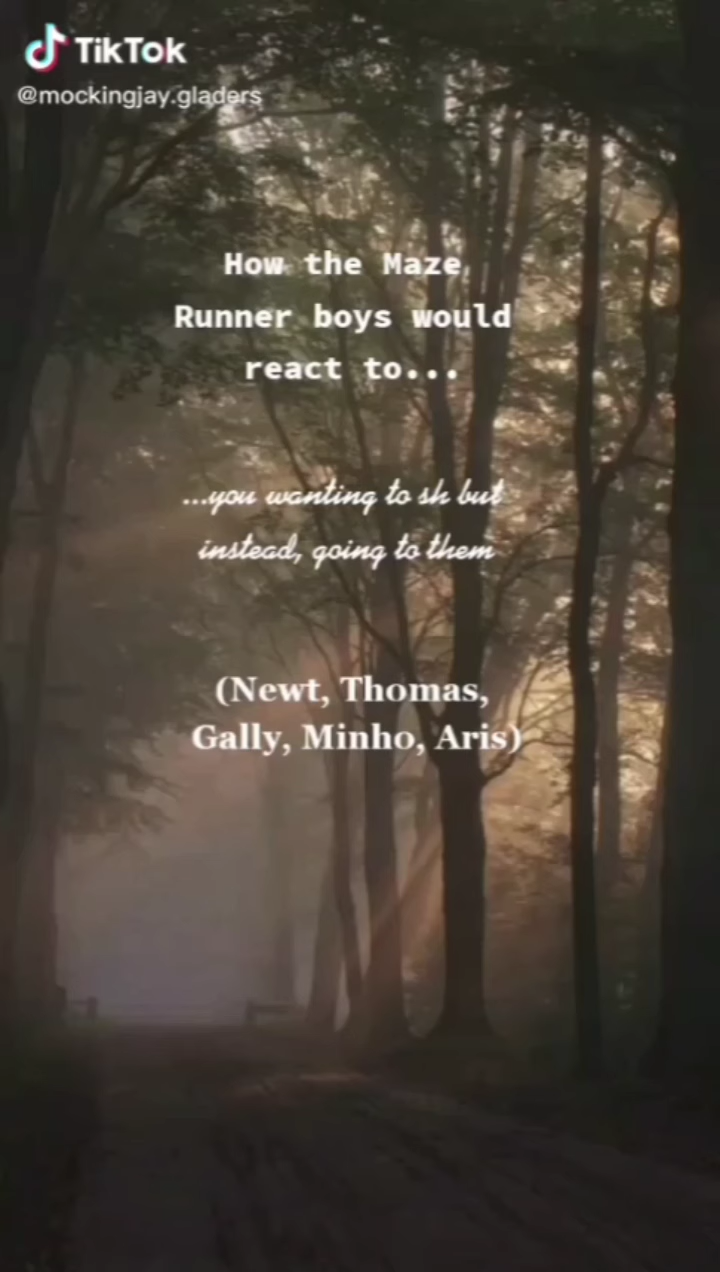 TikTok
@mockingjay.gladers
How the Maze
Runner boys would
react to...
...you wanting to sh but
instead, going to them
(Newt, Thomas,
Gally, Minho, Aris)